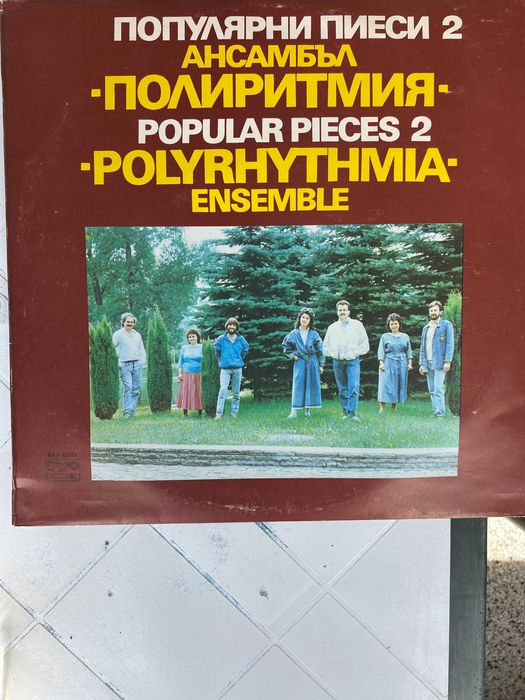 ПОПУЛЯРНИ ПИЕСИ 2
АНСАМБЪЛ
·ПОЛИРИТМИЯ·
POPULAR PIECES 2
·POLYRHYTHMIA·
ENSEMBLE